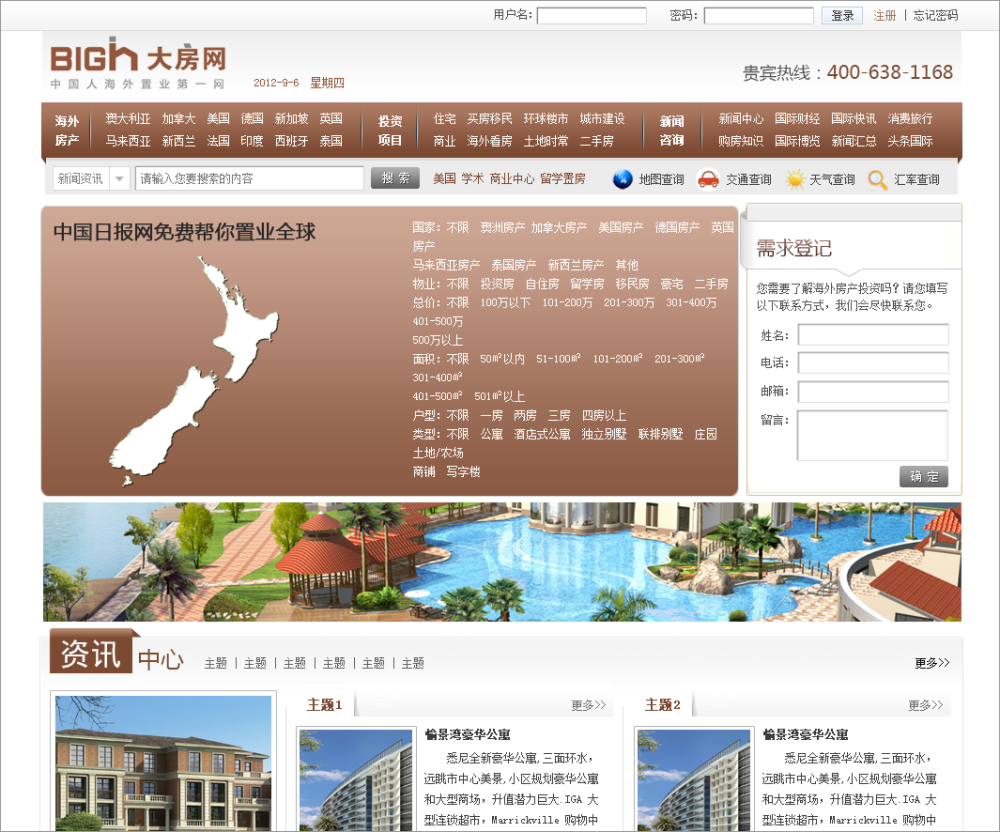 用户名： 密码： 登录 注册 | 忘记密码
BIGh 大房网
中国人海外置业第一网 2012-9-6 星期四
贵宾热线：400-638-1168
海外房产
澳大利亚 加拿大 美国 德国 新加坡 英国
马来西亚 新西兰 法国 印度 西班牙 泰国
投资项目
住宅 买房移民 环球楼市 城市建设
商业 海外看房 土地时常 二手房
新闻咨询
新闻中心 国际财经 国际快讯 消费旅行
购房知识 国际博览 新闻汇总 头条国际
新闻资讯 请输入您要搜索的内容 搜索 美国 学术 商业中心 留学置房 地图查询 交通查询 天气查询 汇车查询
中国日报网免费帮你置业全球
国家：不限 澳洲房产 加拿大房产 美国房产 德国房产 英国
房产
马来西亚房产 泰国房产 新西兰房产 其他
物业：不限 投资房 自住房 留学房 移民房 豪宅 二手房
总价：不限 100万以下 101-200万 201-300万 301-400万
401-500万
500万以上
面积：不限 50㎡以内 51-100㎡ 101-200㎡ 201-300㎡
301-400㎡
401-500㎡ 501㎡以上
户型：不限 一房 两房 三房 四房以上
类型：不限 公寓 酒店式公寓 独立别墅 联排别墅 庄园
土地/农场
商铺 写字楼
需求登记
您需要了解海外房产投资吗？请您填写
以下联系方式，我们会尽快联系您。
姓名：
电话：
邮箱：
留言：
确定
资讯中心 主题 | 主题 | 主题 | 主题 | 主题 | 主题 更多>>
主题1 更多>>
愉景湾豪华公寓
悉尼全新豪华公寓,三面环水，
远眺市中心美景,小区规划豪华公寓
和大型商场，升值潜力巨大.IGA 大
型连锁超市，Marrickville 购物中
主题2 更多>>
愉景湾豪华公寓
悉尼全新豪华公寓,三面环水，
远眺市中心美景,小区规划豪华公寓
和大型商场，升值潜力巨大.IGA 大
型连锁超市，Marrickville 购物中